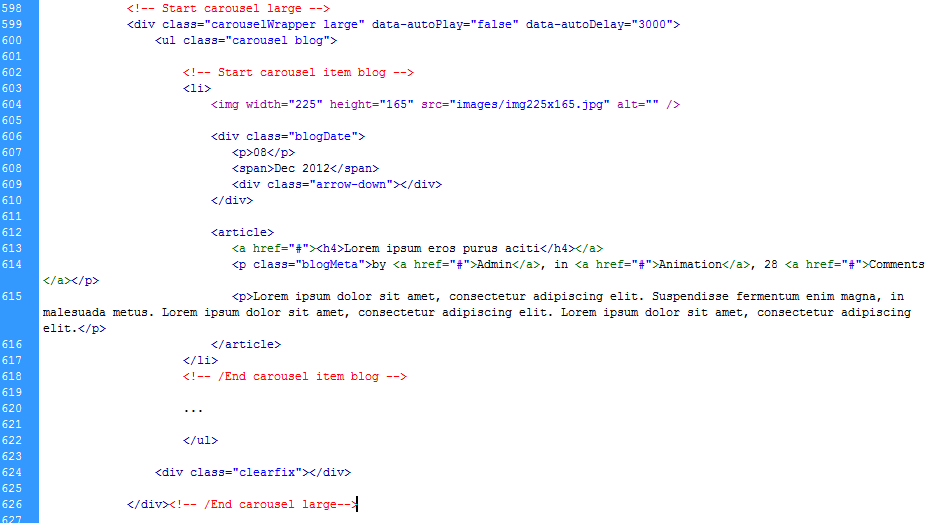 598 <!-- Start carousel large -->
599 <div class="carouselWrapper large" data-autoPlay="false" data-autoDelay="3000">
600 <ul class="carousel blog">
601
602 <!-- Start carousel item blog -->
603 <li>
604 <img width="225" height="165" src="images/img225x165.jpg" alt="" />
605
606 <div class="blogDate">
607 <p>08</p>
608 <span>Dec 2012</span>
609 <div class="arrow-down"></div>
610 </div>
611
612 <article>
613 <a href="#"><h4>Lorem ipsum eros purus aciti</h4></a>
614 <p class="blogMeta">by <a href="#">Admin</a>, in <a href="#">Animation</a>, 28 <a href="#">Comments
</a></p>
615 <p>Lorem ipsum dolor sit amet, consectetur adipiscing elit. Suspendisse fermentum enim magna, in
malesuada metus. Lorem ipsum dolor sit amet, consectetur adipiscing elit. Lorem ipsum dolor sit amet, consectetur adipiscing
elit.</p>
616 </article>
617 </li>
618 <!-- /End carousel item blog -->
619
620 ...
621
622 </ul>
623
624 <div class="clearfix"></div>
625
626 </div><!-- /End carousel large-->
627